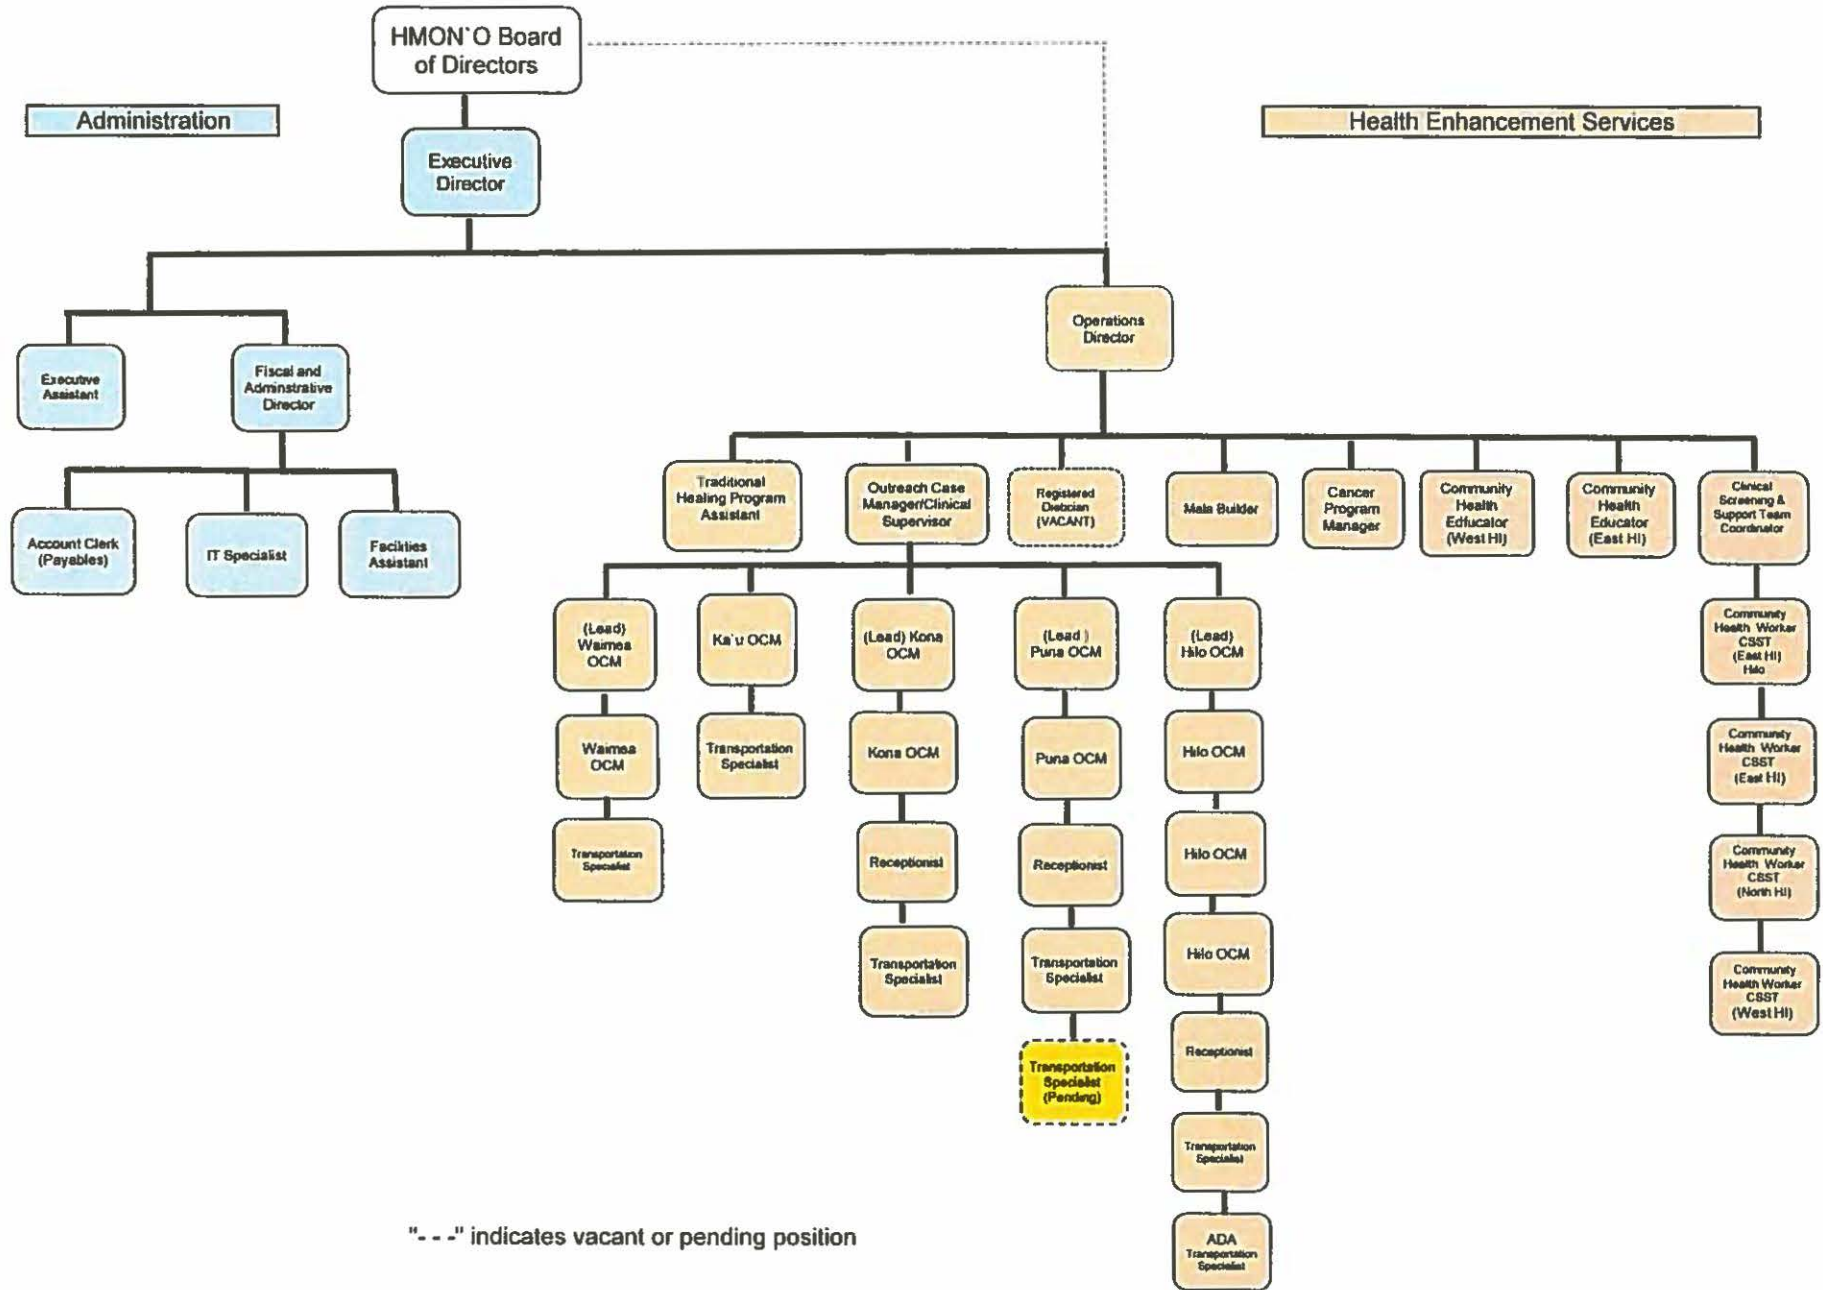 HMON`O Board
of Directors
Administration
Health Enhancement Services
Executive
Director
Operations
Director
Executive
Assistant
Fiscal and
Adminstrative
Director
Account Clerk
(Payables)
IT Specialist
Facilities
Assistant
Traditional
Healing Program
Assistant
Outreach Case
Manager/Clinical
Supervisor
Registered
Dietician
(VACANT)
Mala Builder
Cancer
Program
Manager
Community
Health
Edfucator
(West HI)
Community
Health
Educator
(East HI)
Clinical
Screening &
Support Team
Coordinator
(Lead)
Waimea
OCM
Ka`u OCM
(Lead) Kona
OCM
(Lead )
Puna OCM
(Lead)
Hilo OCM
Community
Health Worker
CSST
(East HI)
Hilo
Waimea
OCM
Transportation
Specialist
Kona OCM
Puna OCM
Hilo OCM
Community
Health Worker
CSST
(East HI)
Transportation
Specialist
Receptionist
Receptionist
Hilo OCM
Community
Health Worker
CSST
(North HI)
Transportation
Specialist
Transportation
Specialist
Hilo OCM
Community
Health Worker
CSST
(West HI)
Transportation
Specialist
(Pending)
Receptionist
Transportation
Specialist
ADA
Transportation
Specialist
"- - -" indicates vacant or pending position